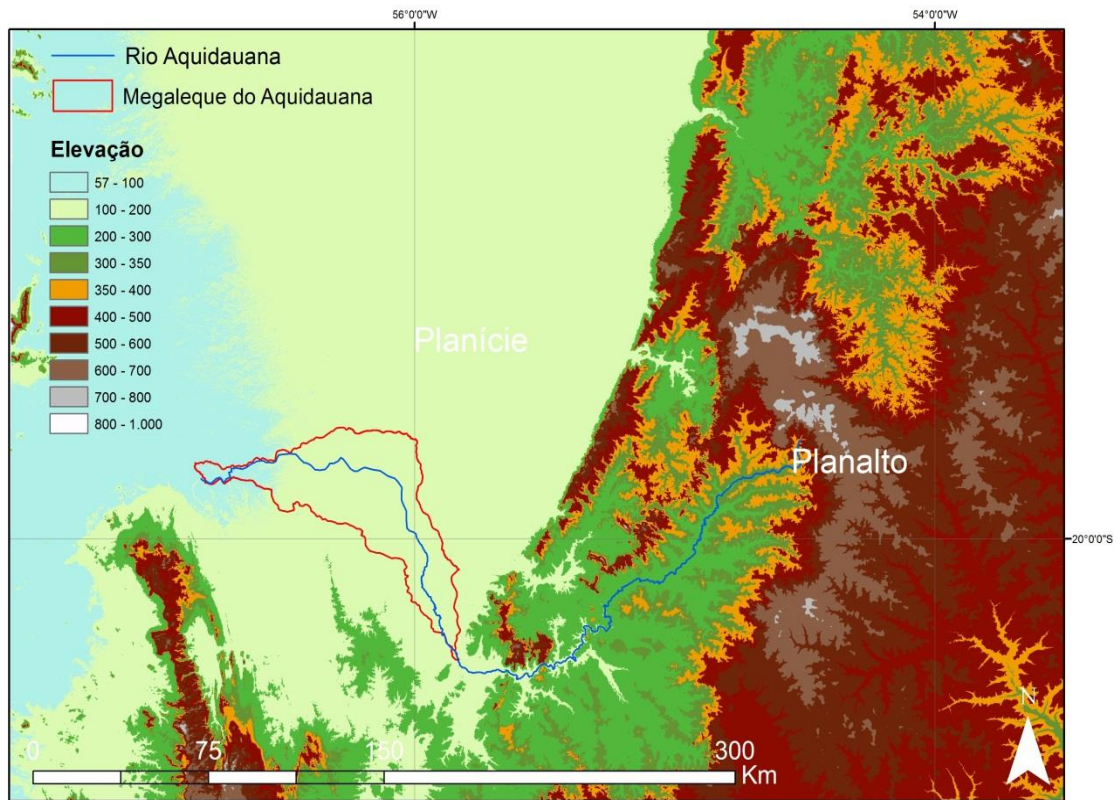 56°0'0"W
54°0'0"W
Rio Aquidauana
Megaleque do Aquidauana
Elevação
57 - 100
100 - 200
200 - 300
300 - 350
350 - 400
400 - 500
500 - 600
600 - 700
700 - 800
800 - 1.000
Planície
Planalto
20°0'0"S
N
0 75 150 300
Km